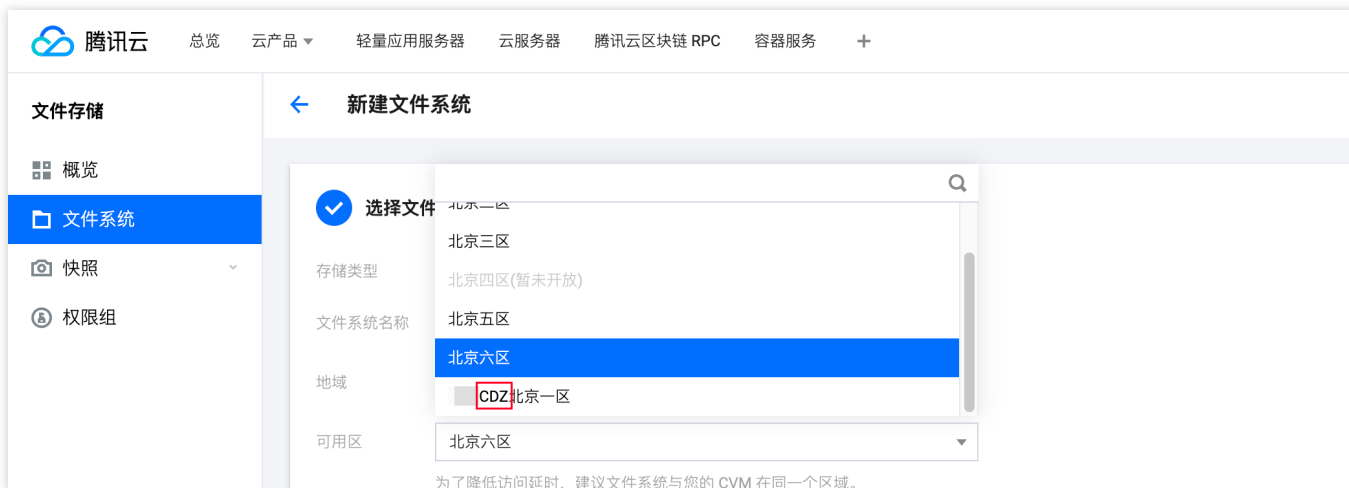 腾讯云 总览 云产品 轻量应用服务器 云服务器 腾讯云区块链 RPC 容器服务 +
文件存储
新建文件系统
概览
文件系统
快照
权限组
选择文件
北京二区
北京三区
北京四区(暂未开放)
北京五区
北京六区
CDZ北京一区
存储类型
文件系统名称
地域
可用区
北京六区
为了降低访问延时，建议文件系统与您的 CVM 在同一个区域。